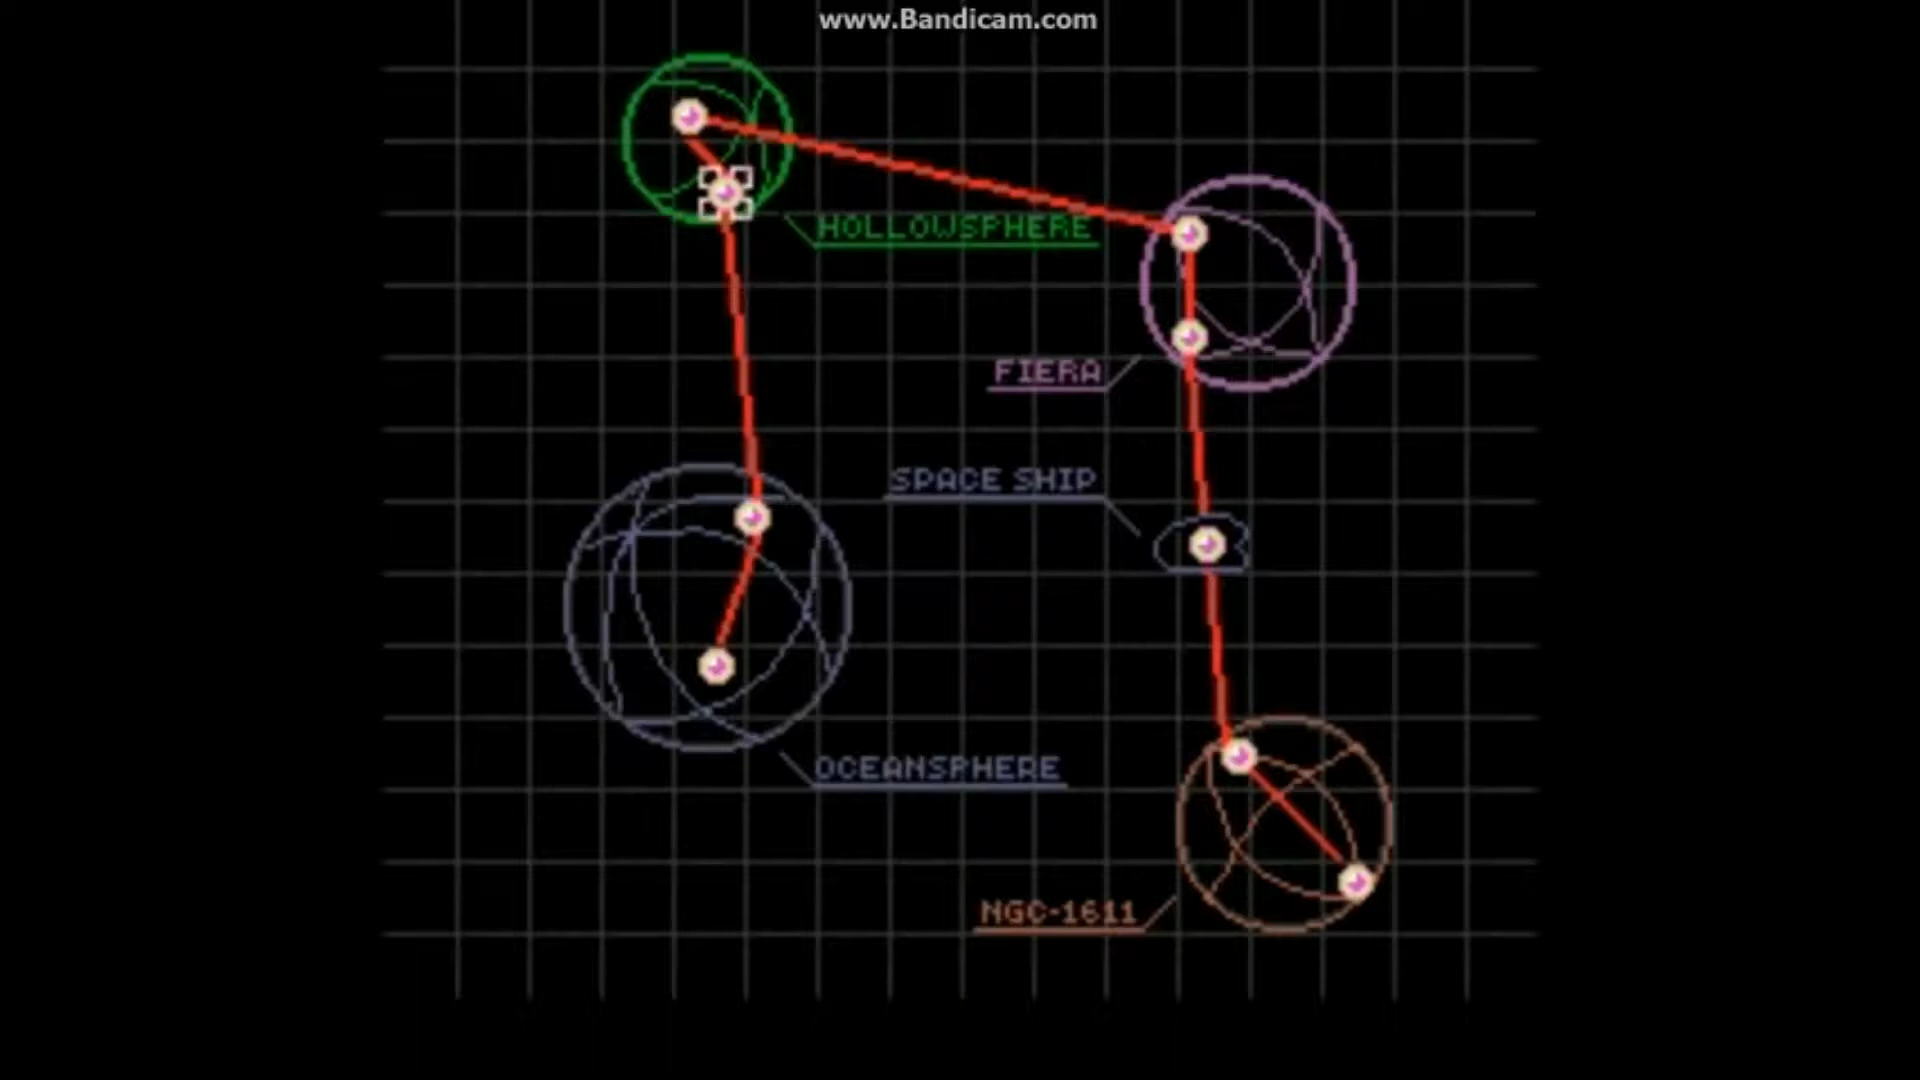 www.Bandicam.com
HOLLOWSPHERE
FIERA
SPACE SHIP
OCEANSPHERE
NGC-1611